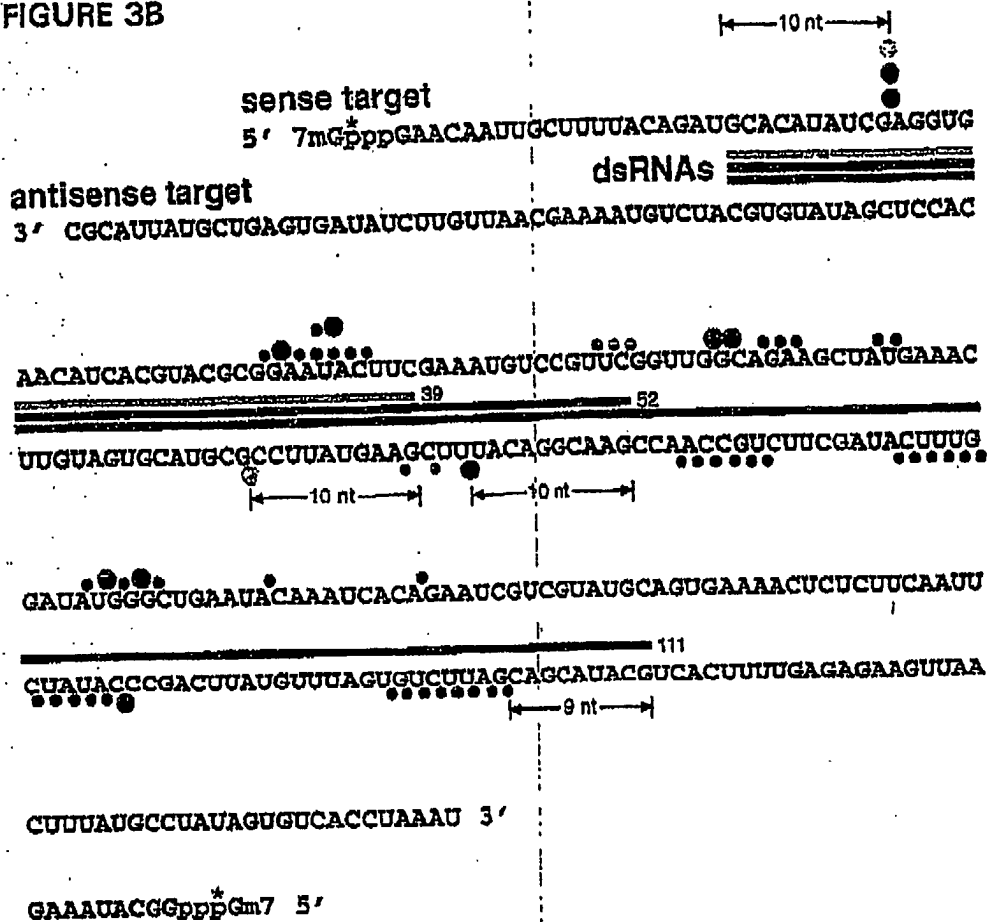 FIGURE 3B
10 nt
sense target
5′ 7mGpppGAACAAUUGCUUUUACAGAUGCACAUAUCGAGGUG
*
dsRNAs
antisense target
3′ CGCAUUAUGCUGAGUGAUAUCUUGUUAACGAAAAUGUCUACGUGUAUAGCUCCAC
AACAUCACGUACGCGGAAUACUUCGAAAUGUCCGUUCGGUUGGCAGAAGCUAUGAAAC
39
52
UUGUAGUGCAUGCGCCUUAUGAAGCUUUACAGGCAAGCCAACCGUCUUCGAUACUUUG
10 nt
10 nt
GAUAUGGGCUGAAUACAAAUCACAGAAUCGUCGUAUGCAGUGAAAACUCUCUUCAAUU
111
CUAUACCCGACUUAUGUUUAGUGUCUUAGCAGCAUACGUCACUUUUGAGAGAAGUUAA
9 nt
CUUUAUGCCUAUAGUGUCACCUAAAU 3′
*
GAAAUACGGpppGm7 5′